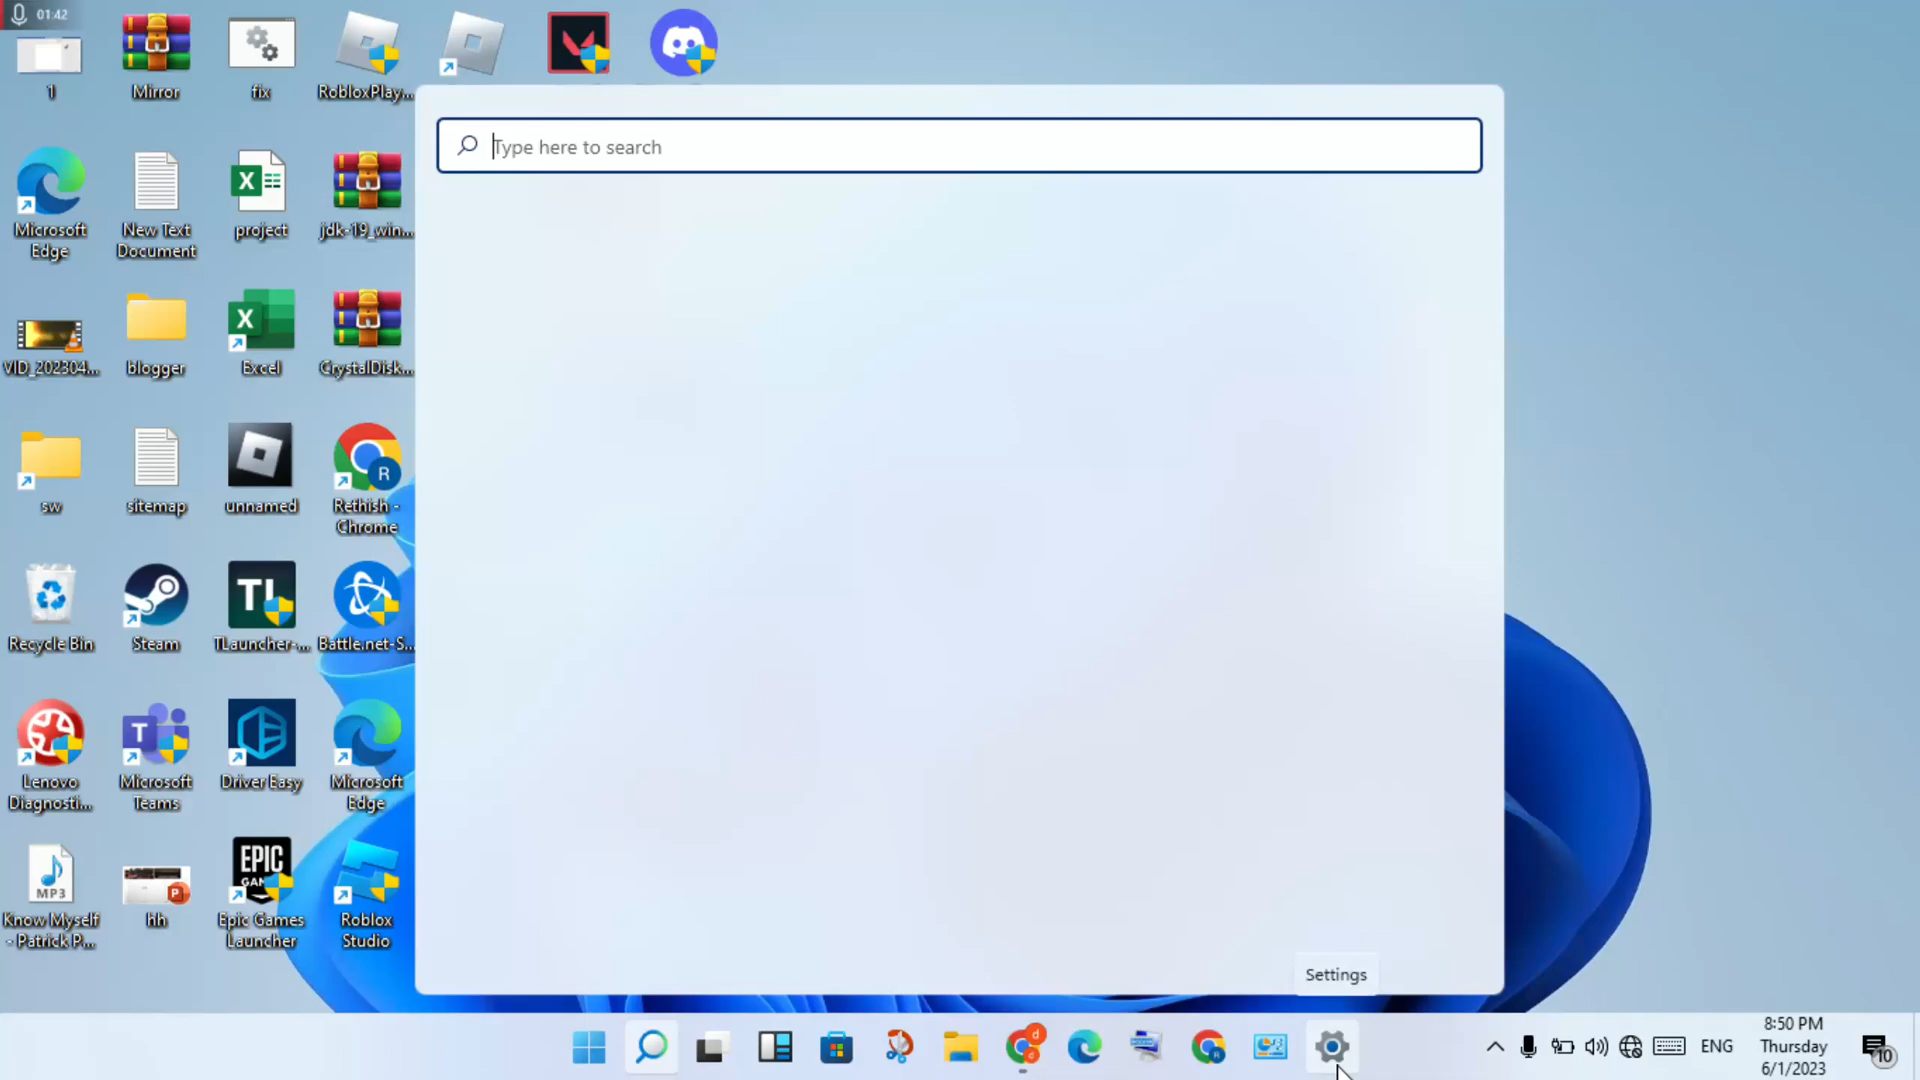 01:42
1
Mirror
fix
RobloxPlay...
Type here to search
Microsoft
Edge
New Text
Document
project
jdk-19_win...
VID_202304...
blogger
Excel
CrystalDisk...
sw
sitemap
unnamed
Rethish -
Chrome
Recycle Bin
Steam
TLauncher-...
Battle.net-S...
Lenovo
Diagnosti...
Microsoft
Teams
Driver Easy
Microsoft
Edge
MP3
Know Myself
- Patrick P...
hh
EPIC
Epic Games
Launcher
Roblox
Studio
Settings
ENG
8:50 PM
Thursday
6/1/2023
10